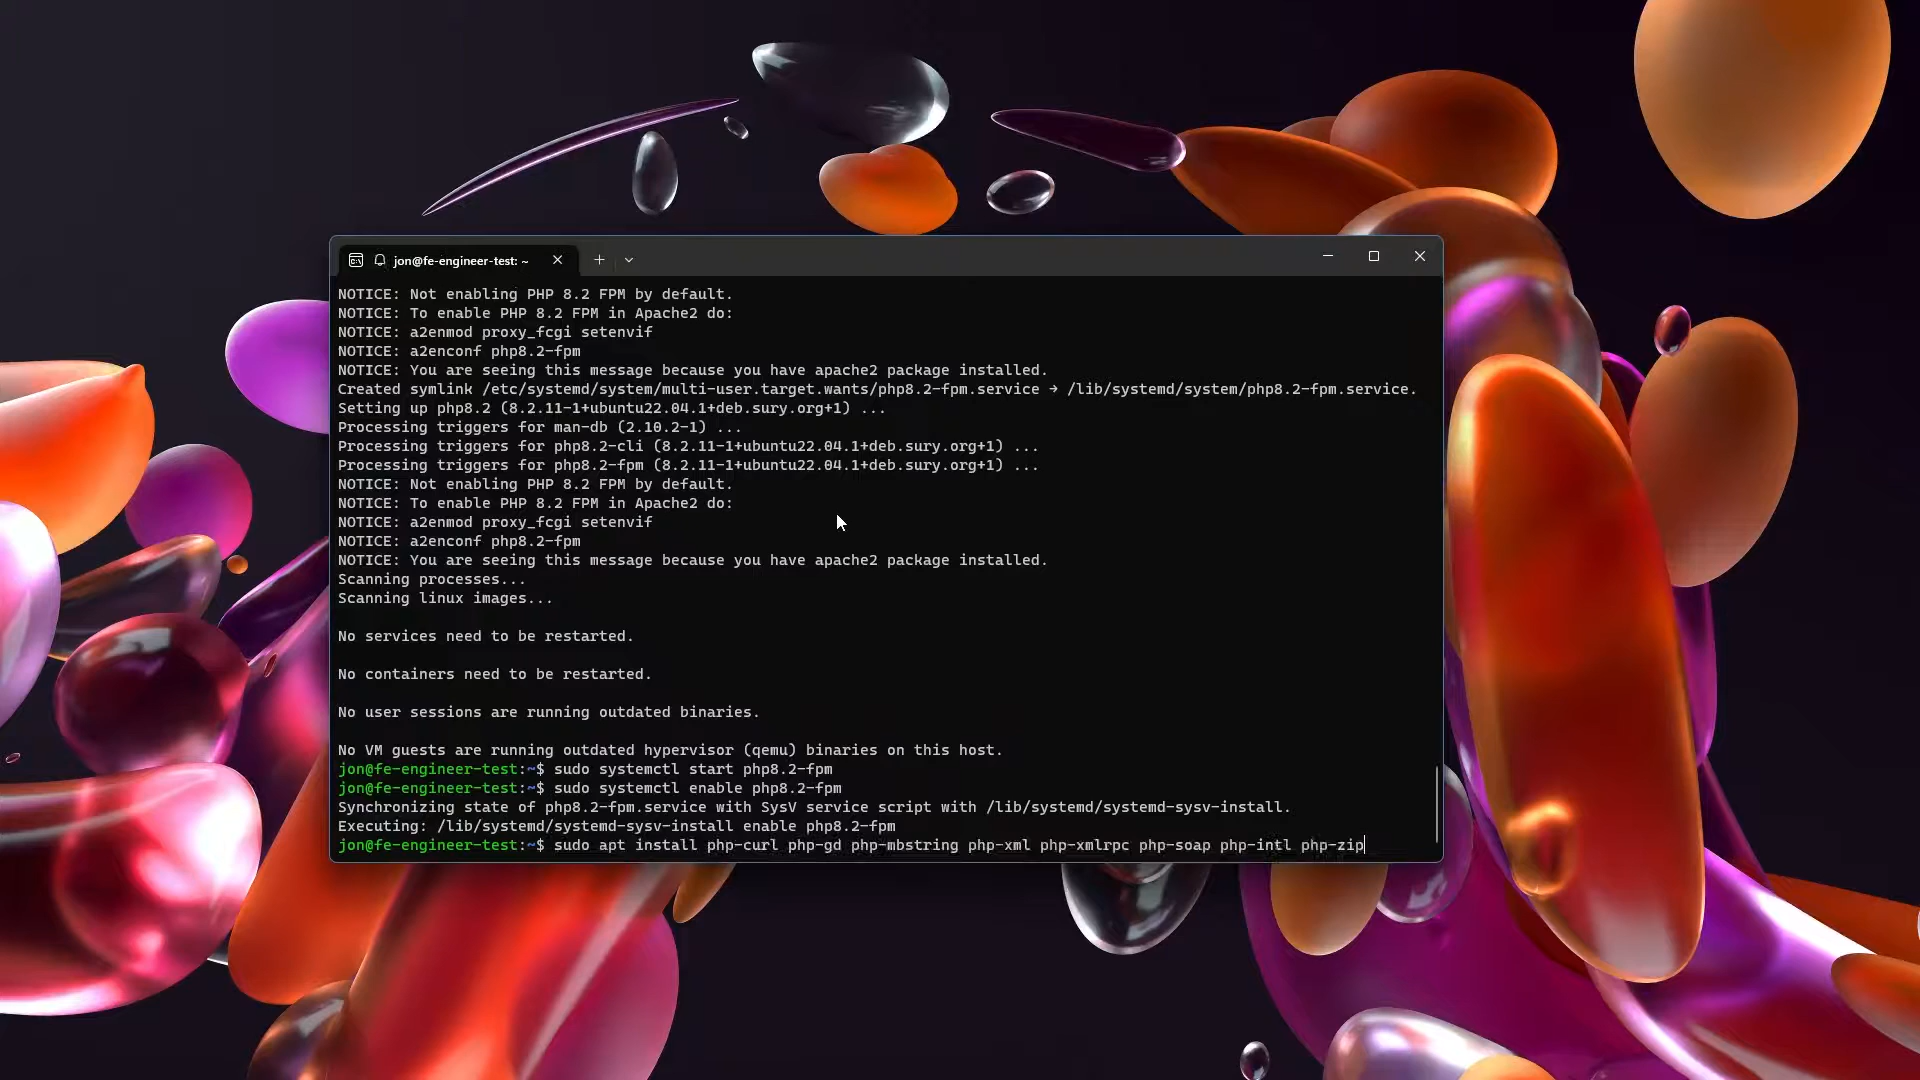 jon@fe-engineer-test: ~
NOTICE: Not enabling PHP 8.2 FPM by default.
NOTICE: To enable PHP 8.2 FPM in Apache2 do:
NOTICE: a2enmod proxy_fcgi setenvif
NOTICE: a2enconf php8.2-fpm
NOTICE: You are seeing this message because you have apache2 package installed.
Created symlink /etc/systemd/system/multi-user.target.wants/php8.2-fpm.service → /lib/systemd/system/php8.2-fpm.service.
Setting up php8.2 (8.2.11-1+ubuntu22.04.1+deb.sury.org+1) ...
Processing triggers for man-db (2.10.2-1) ...
Processing triggers for php8.2-cli (8.2.11-1+ubuntu22.04.1+deb.sury.org+1) ...
Processing triggers for php8.2-fpm (8.2.11-1+ubuntu22.04.1+deb.sury.org+1) ...
NOTICE: Not enabling PHP 8.2 FPM by default.
NOTICE: To enable PHP 8.2 FPM in Apache2 do:
NOTICE: a2enmod proxy_fcgi setenvif
NOTICE: a2enconf php8.2-fpm
NOTICE: You are seeing this message because you have apache2 package installed.
Scanning processes...
Scanning linux images...
No services need to be restarted.
No containers need to be restarted.
No user sessions are running outdated binaries.
No VM guests are running outdated hypervisor (qemu) binaries on this host.
jon@fe-engineer-test:~$ sudo systemctl start php8.2-fpm
jon@fe-engineer-test:~$ sudo systemctl enable php8.2-fpm
Synchronizing state of php8.2-fpm.service with SysV service script with /lib/systemd/systemd-sysv-install.
Executing: /lib/systemd/systemd-sysv-install enable php8.2-fpm
jon@fe-engineer-test:~$ sudo apt install php-curl php-gd php-mbstring php-xml php-xmlrpc php-soap php-intl php-zip